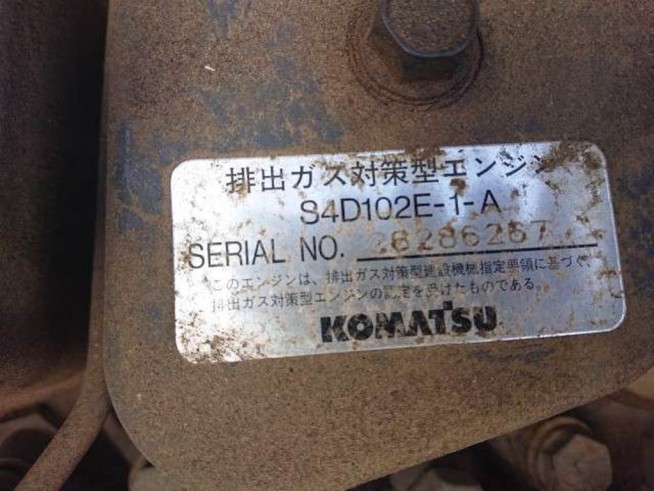 排出ガス対策型エンジン
S4D102E-1-A
SERIAL NO. 26286267
このエンジンは、排出ガス対策型建設機械指定要領に基づく、
排出ガス対策型エンジンの認定を受けたものである。
KOMATSU